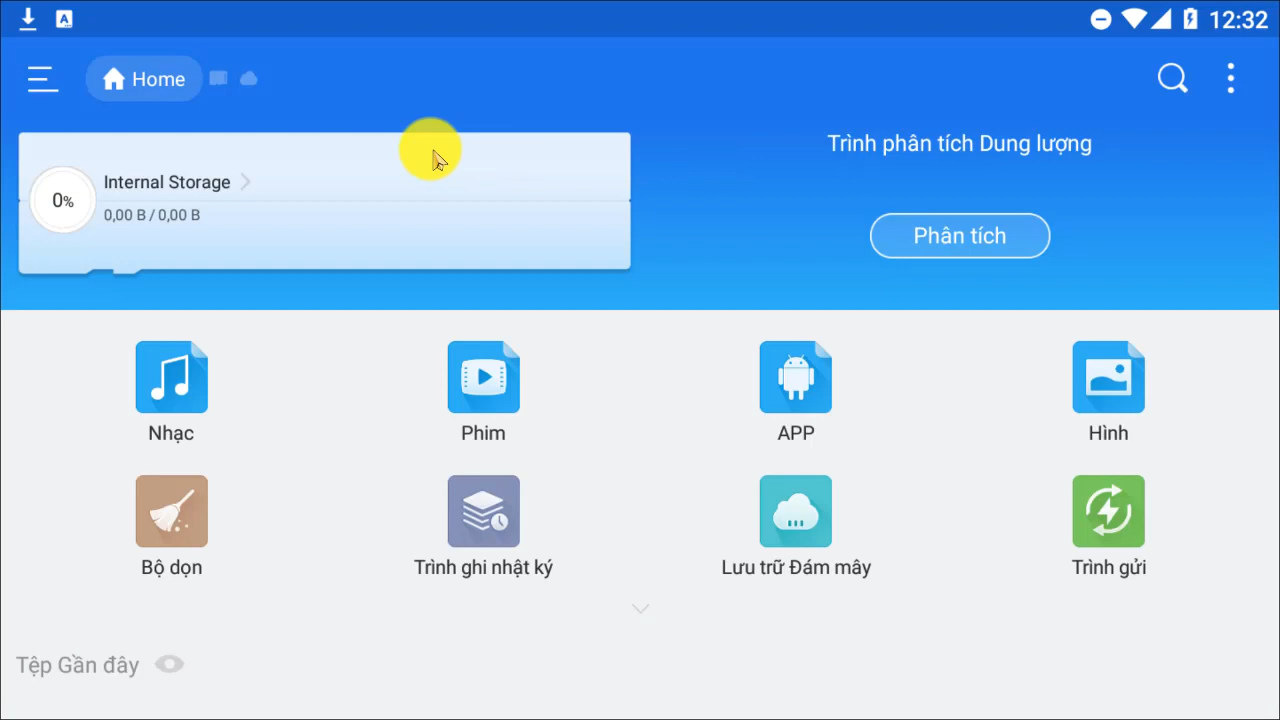 A
12:32
Home
Internal Storage
0%
0,00 B / 0,00 B
Trình phân tích Dung lượng
Phân tích
Nhạc
Phim
APP
Hình
Bộ dọn
Trình ghi nhật ký
Lưu trữ Đám mây
Trình gửi
Tệp Gần đây